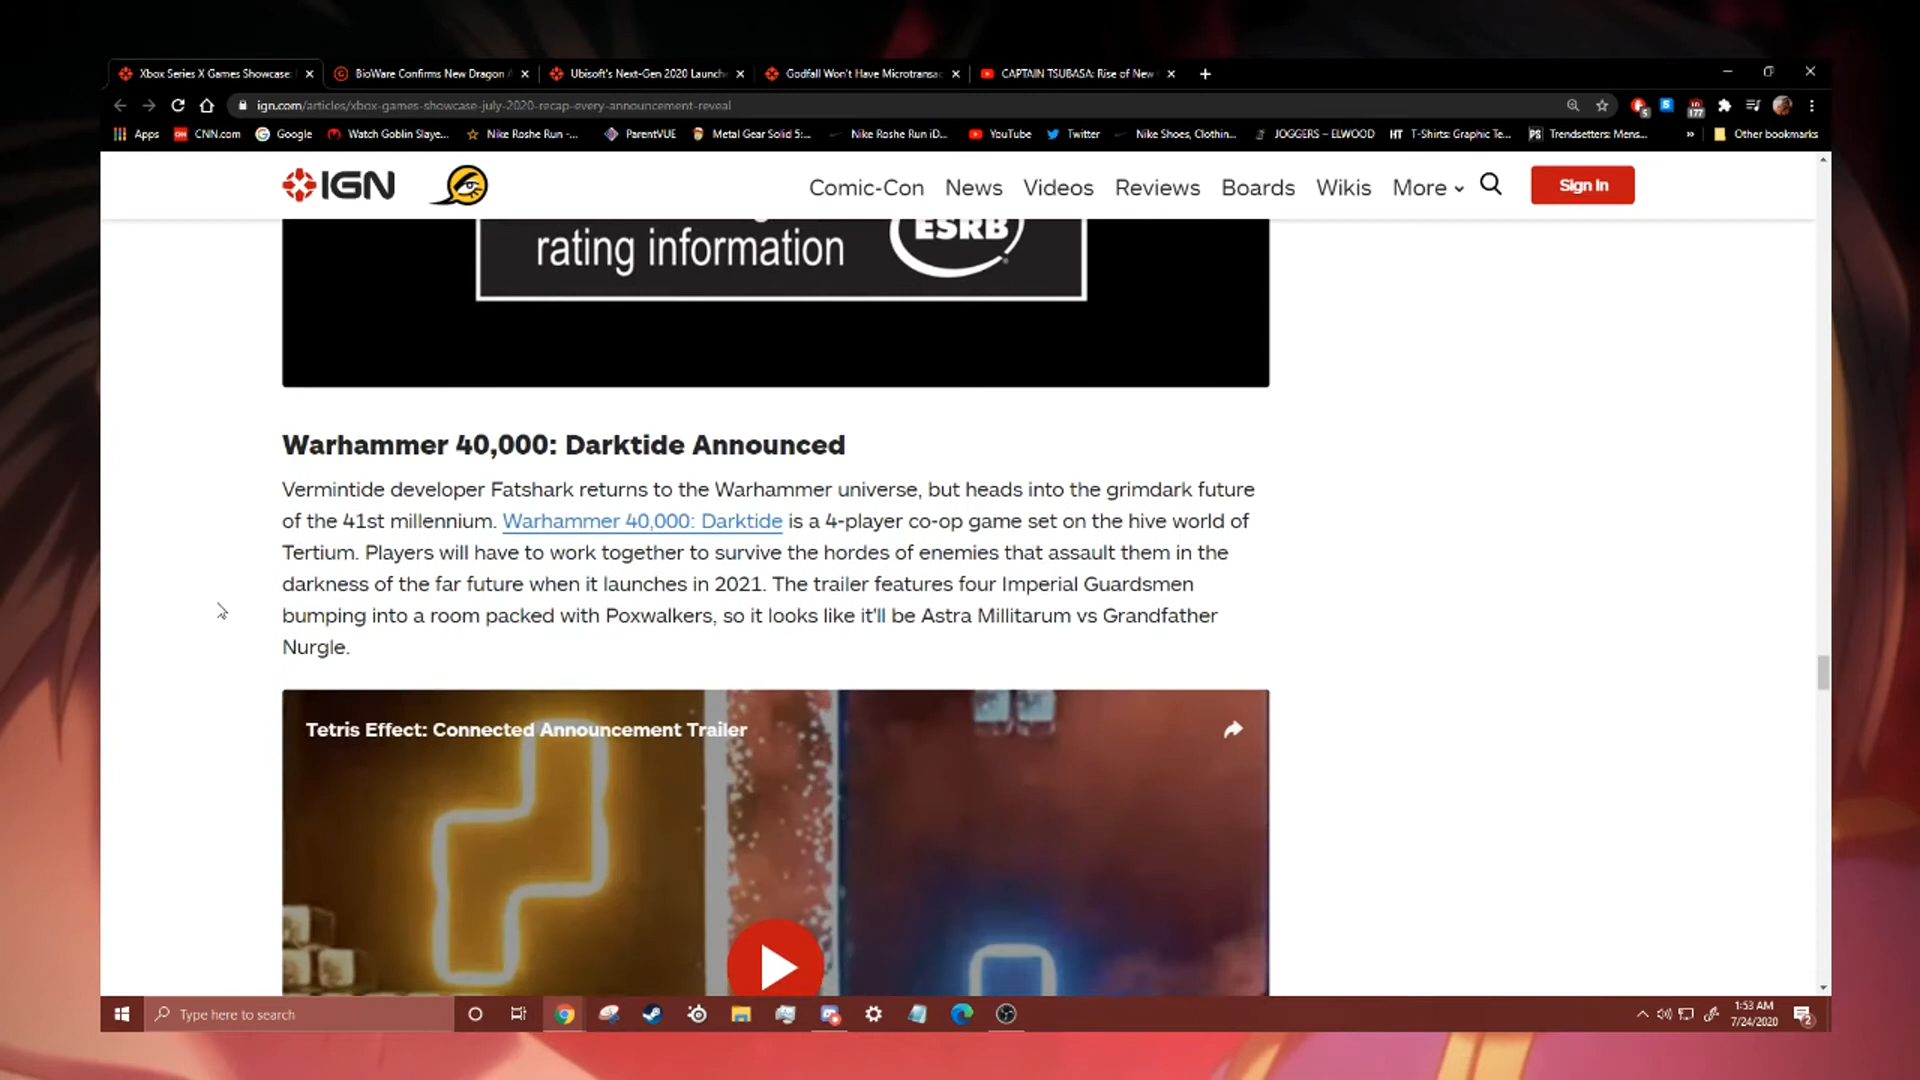 Xbox Series X Games Showcase:
BioWare Confirms New Dragon
Ubisoft's Next-Gen 2020 Launch
Godfall Won't Have Microtransac
CAPTAIN TSUBASA: Rise of New
ign.com/articles/xbox-games-showcase-july-2020-recap-every-announcement-reveal
5
177
Apps
CNN.com
Google
Watch Goblin Slaye...
Nike Roshe Run -...
ParentVUE
Metal Gear Solid 5:...
Nike Roshe Run iD...
YouTube
Twitter
Nike Shoes, Clothin...
JOGGERS – ELWOOD
HT
T-Shirts: Graphic Te...
PS
Trendsetters: Mens...
»
Other bookmarks
IGN
Comic-Con
News
Videos
Reviews
Boards
Wikis
More
Sign In
rating information
ESRB
Warhammer 40,000: Darktide Announced
Vermintide developer Fatshark returns to the Warhammer universe, but heads into the grimdark future
of the 41st millennium. Warhammer 40,000: Darktide is a 4-player co-op game set on the hive world of
Tertium. Players will have to work together to survive the hordes of enemies that assault them in the
darkness of the far future when it launches in 2021. The trailer features four Imperial Guardsmen
bumping into a room packed with Poxwalkers, so it looks like it'll be Astra Millitarum vs Grandfather
Nurgle.
Tetris Effect: Connected Announcement Trailer
Type here to search
1:53 AM
7/24/2020
2